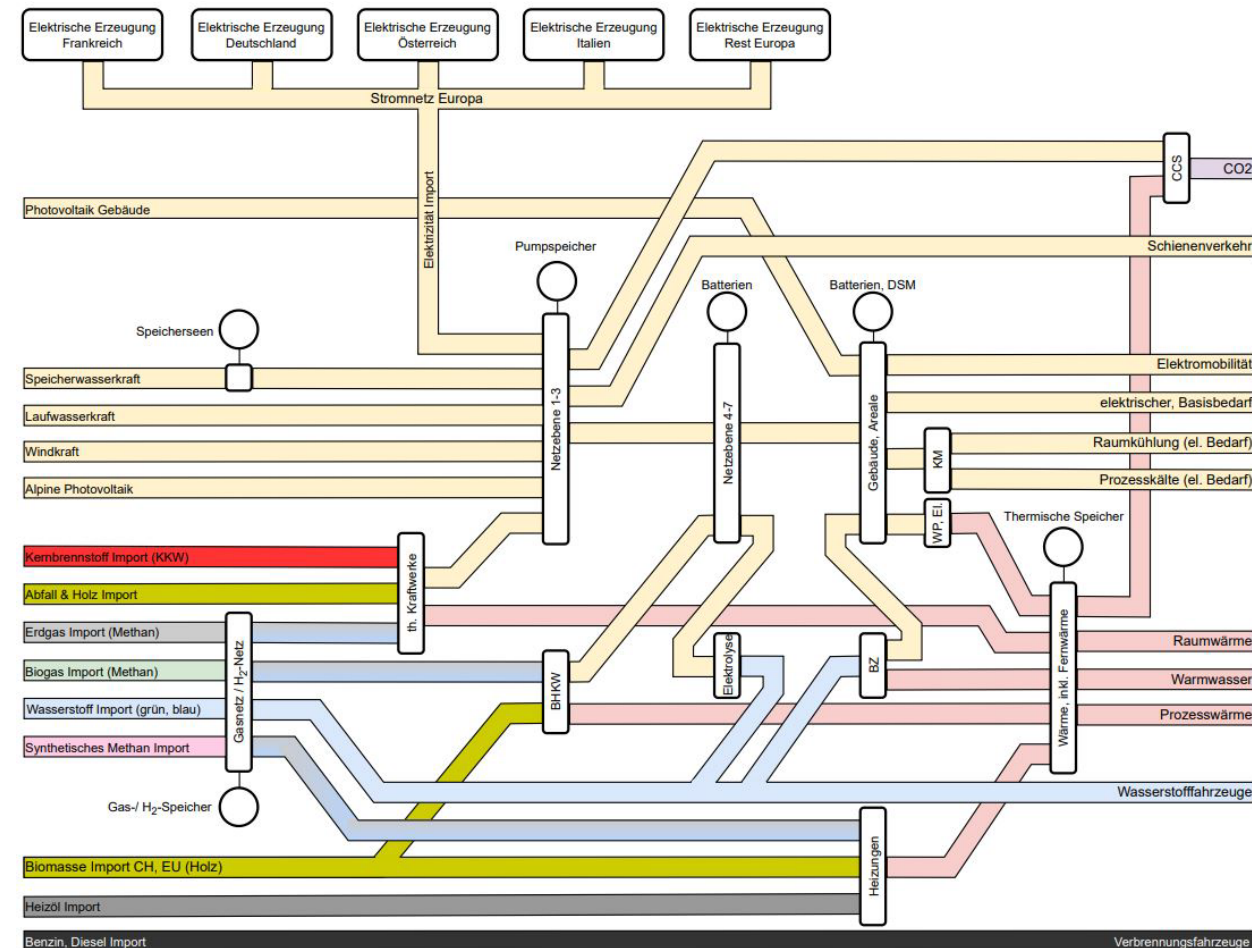 Elektrische Erzeugung
Frankreich
Elektrische Erzeugung
Deutschland
Elektrische Erzeugung
Österreich
Elektrische Erzeugung
Italien
Elektrische Erzeugung
Rest Europa
Stromnetz Europa
Elektrizität Import
CCS
CO2
Photovoltaik Gebäude
Pumpspeicher
Schienenverkehr
Batterien
Batterien, DSM
Speicherseen
Speicherwasserkraft
Elektromobilität
Laufwasserkraft
elektrischer, Basisbedarf
Netzebene 1-3
Netzebene 4-7
Gebäude, Areale
KM
Raumkühlung (el. Bedarf)
Windkraft
Prozesskälte (el. Bedarf)
Alpine Photovoltaik
WP, El.
Thermische Speicher
Kernbrennstoff Import (KKW)
th. Kraftwerke
Abfall & Holz Import
Erdgas Import (Methan)
Gasnetz / H2-Netz
Elektrolyse
BZ
Wärme, inkl. Fernwärme
Raumwärme
Biogas Import (Methan)
BHKW
Warmwasser
Wasserstoff Import (grün, blau)
Prozesswärme
Synthetisches Methan Import
Wasserstofffahrzeuge
Gas-/ H2-Speicher
Heizungen
Biomasse Import CH, EU (Holz)
Heizöl Import
Benzin, Diesel Import
Verbrennungsfahrzeuge